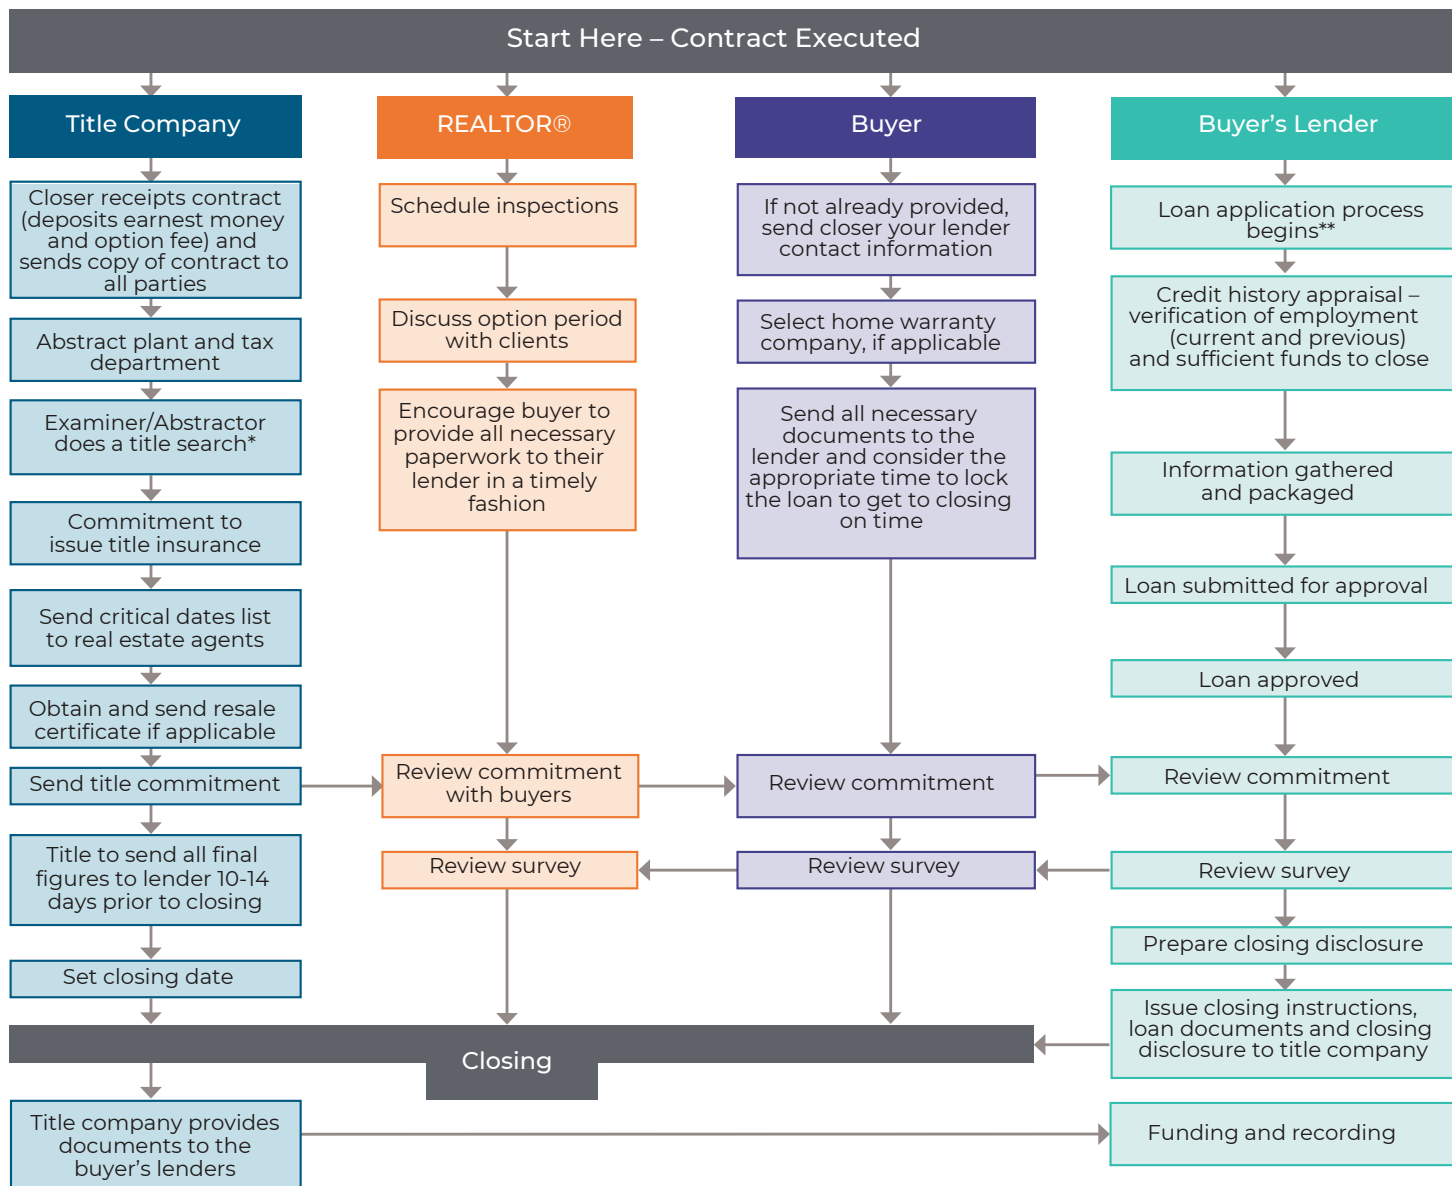 Start Here – Contract Executed
Title Company
Closer receipts contract
(deposits earnest money
and option fee) and
sends copy of contract to
all parties
Abstract plant and tax
department
Examiner/Abstractor
does a title search*
Commitment to
issue title insurance
Send critical dates list
to real estate agents
Obtain and send resale
certificate if applicable
Send title commitment
Title to send all final
figures to lender 10-14
days prior to closing
Set closing date
REALTOR®
Schedule inspections
Discuss option period
with clients
Encourage buyer to
provide all necessary
paperwork to their
lender in a timely
fashion
Review commitment
with buyers
Review survey
Buyer
If not already provided,
send closer your lender
contact information
Select home warranty
company, if applicable
Send all necessary
documents to the
lender and consider the
appropriate time to lock
the loan to get to closing
on time
Review commitment
Review survey
Buyer’s Lender
Loan application process
begins**
Credit history appraisal –
verification of employment
(current and previous)
and sufficient funds to close
Information gathered
and packaged
Loan submitted for approval
Loan approved
Review commitment
Review survey
Prepare closing disclosure
Issue closing instructions,
loan documents and closing
disclosure to title company
Closing
Title company provides
documents to the
buyer’s lenders
Funding and recording